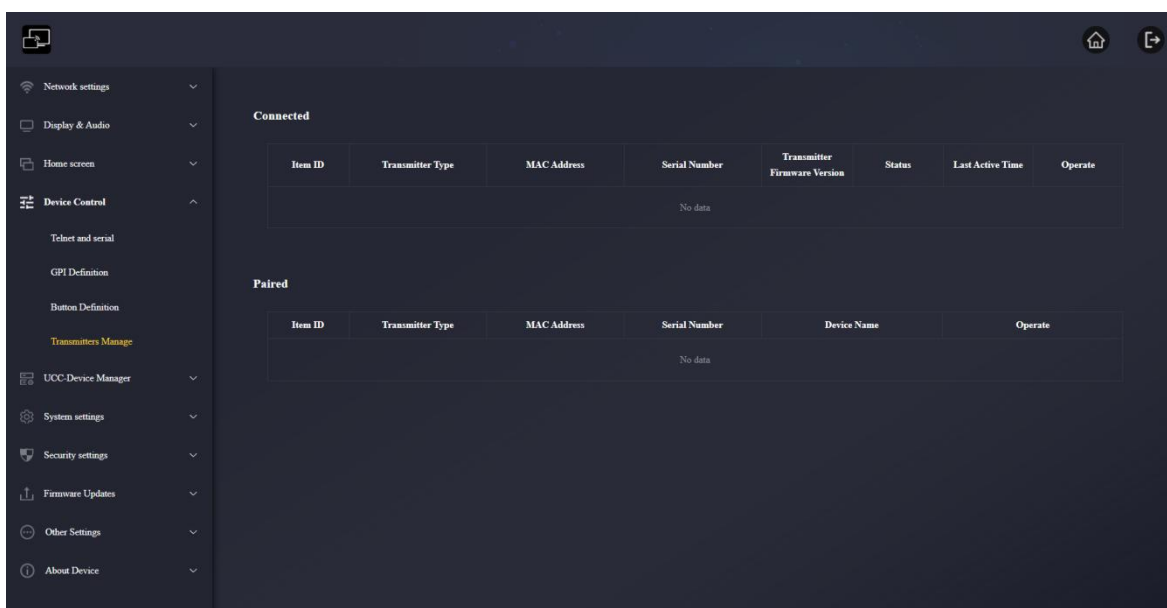 Network settings
Display & Audio
Home screen
Device Control
Telnet and serial
GPI Definition
Button Definition
Transmitters Manage
UCC-Device Manager
System settings
Security settings
Firmware Updates
Other Settings
About Device
Connected
Item ID Transmitter Type MAC Address Serial Number Transmitter Firmware Version Status Last Active Time Operate
No data
Paired
Item ID Transmitter Type MAC Address Serial Number Device Name Operate
No data